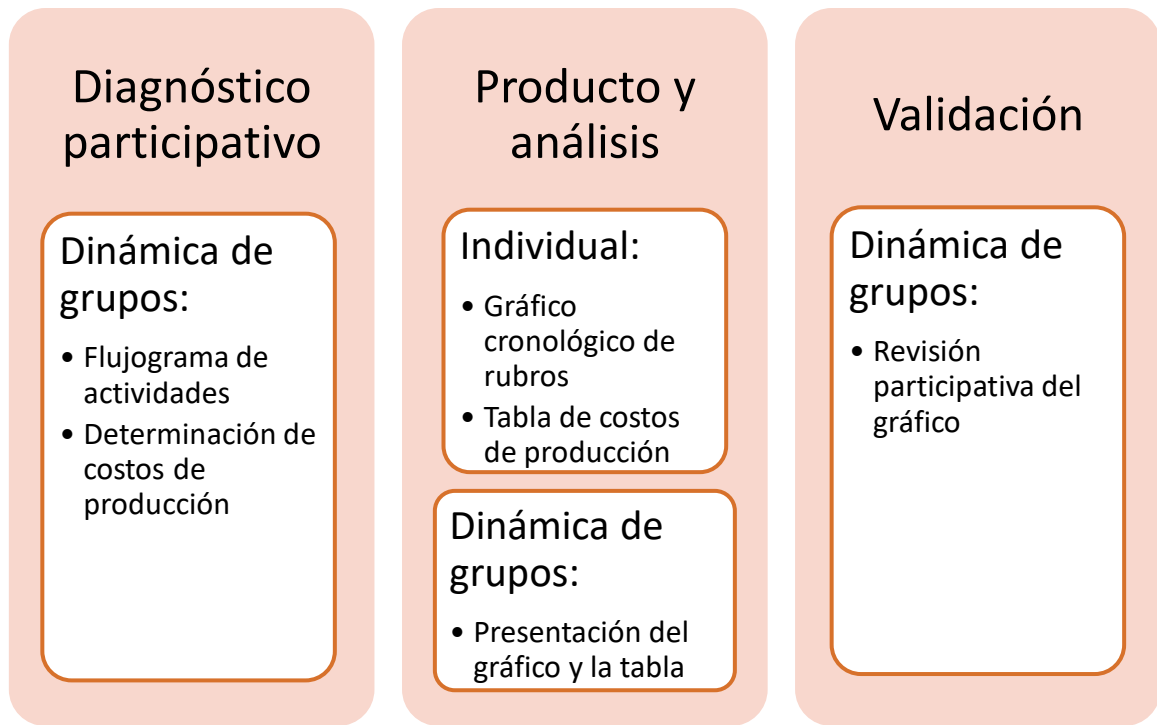 Diagnóstico
participativo
Dinámica de
grupos:
• Flujograma de
actividades
• Determinación de
costos de
producción
Producto y
análisis
Individual:
• Gráfico
cronológico de
rubros
• Tabla de costos
de producción
Dinámica de
grupos:
• Presentación del
gráfico y la tabla
Validación
Dinámica de
grupos:
• Revisión
participativa del
gráfico